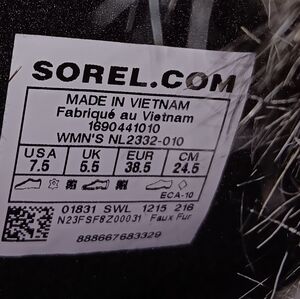 SOREL.COM
MADE IN VIETNAM
Fabriqué au Vietnam
1690441010
WMN'S NL2332-010
USA UK EUR CM
7.5 5.5 38.5 24.5
ECA-10
01831 SWL 1215 216
N23FSF8Z00031 Faux Fur
888667683329